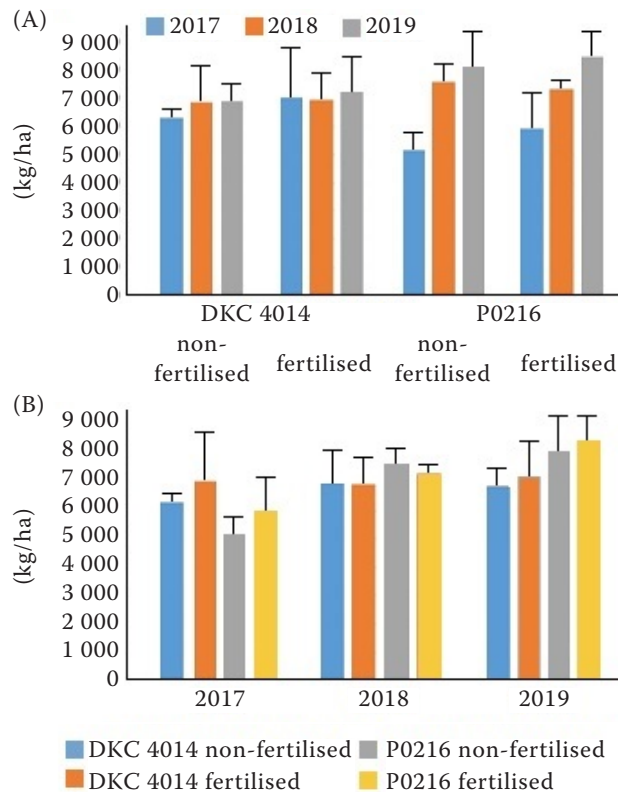 (A)
2017 2018 2019
9 000
8 000
7 000
6 000
5 000
4 000
3 000
2 000
1 000
0
(kg/ha)
DKC 4014 P0216
non-fertilised fertilised non-fertilised fertilised
(B)
9 000
8 000
7 000
6 000
5 000
4 000
3 000
2 000
1 000
0
(kg/ha)
2017 2018 2019
DKC 4014 non-fertilised P0216 non-fertilised
DKC 4014 fertilised P0216 fertilised